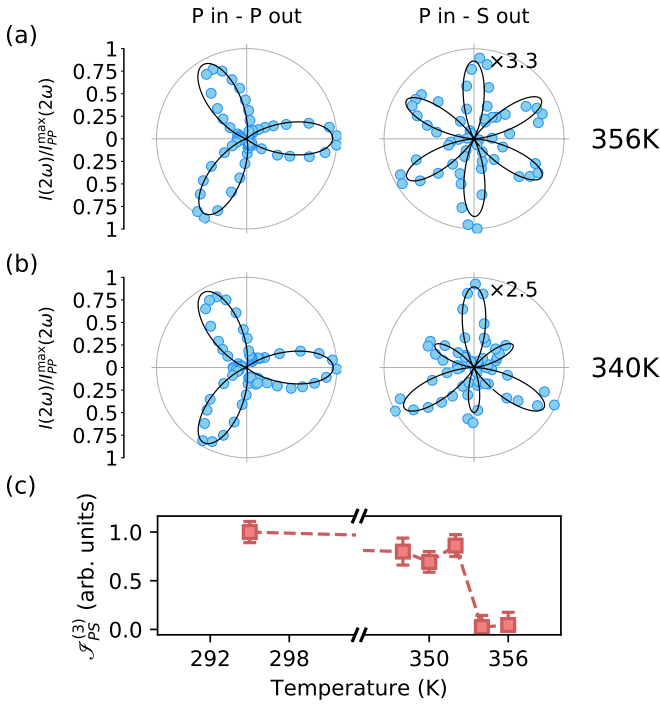 P in - P out
P in - S out
(a)
1
0.75
0.5
0.25
0
0.25
0.5
0.75
1
I(2ω)/I_PP^max(2ω)
×3.3
356K
(b)
1
0.75
0.5
0.25
0
0.25
0.5
0.75
1
I(2ω)/I_PP^max(2ω)
×2.5
340K
(c)
1.0
0.5
0.0
ℐ_PS^(3) (arb. units)
292
298
350
356
Temperature (K)